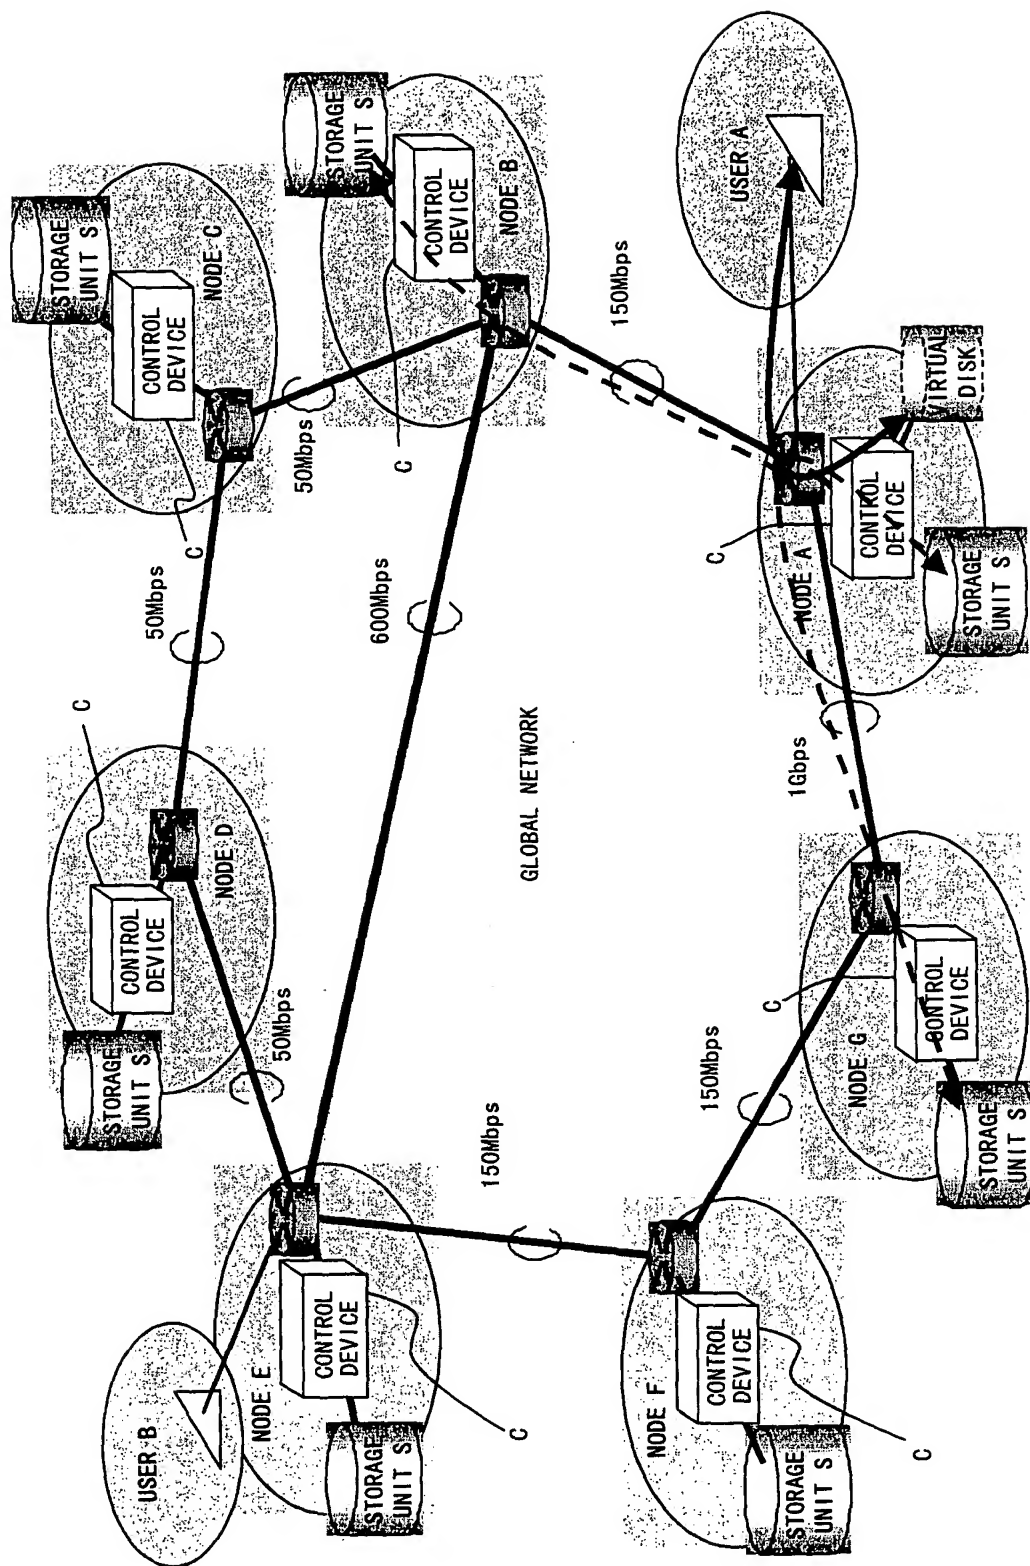 USER B
NODE E
CONTROL
DEVICE
STORAGE
UNIT S
C
STORAGE
UNIT S
CONTROL
DEVICE
NODE D
C
50Mbps
50Mbps
STORAGE
UNIT S
CONTROL
DEVICE
NODE C
C
50Mbps
STORAGE
UNIT S
CONTROL
DEVICE
NODE B
C
600Mbps
150Mbps
GLOBAL NETWORK
150Mbps
NODE F
CONTROL
DEVICE
STORAGE
UNIT S
C
150Mbps
C
NODE G
CONTROL
DEVICE
STORAGE
UNIT S
1Gbps
C
NODE A
CONTROL
DEVICE
STORAGE
UNIT S
VIRTUAL
DISK
USER A